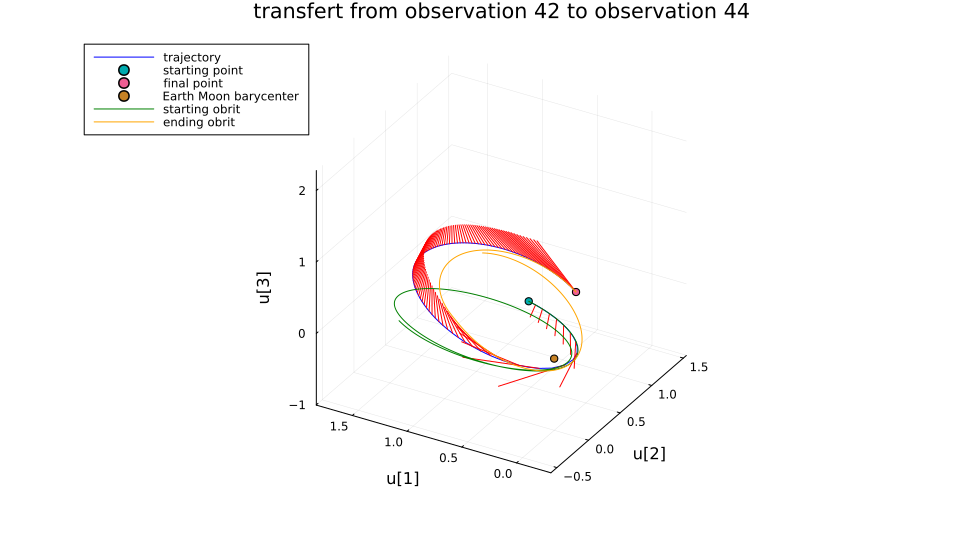 transfert from observation 42 to observation 44
trajectory
starting point
final point
Earth Moon barycenter
starting obrit
ending obrit
2
1
0
−1
u[3]
1.5
1.0
0.5
0.0
u[1]
1.5
1.0
0.5
0.0
−0.5
u[2]